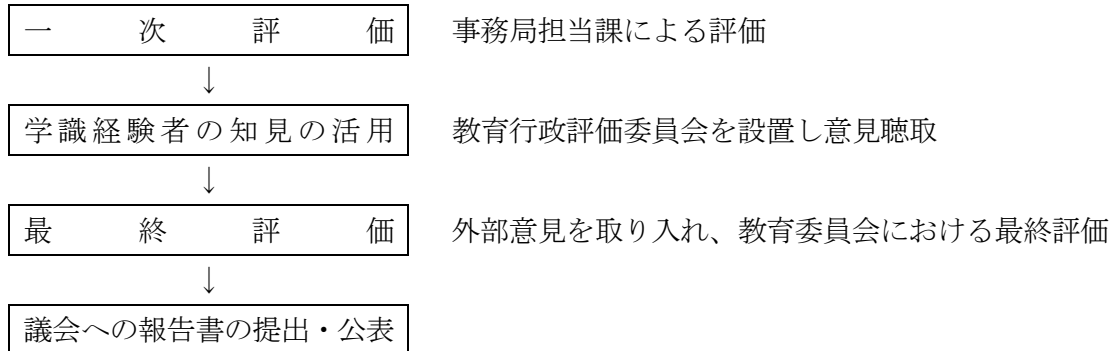 一次評価 事務局担当課による評価
↓
学識経験者の知見の活用 教育行政評価委員会を設置し意見聴取
↓
最終評価 外部意見を取り入れ、教育委員会における最終評価
↓
議会への報告書の提出・公表